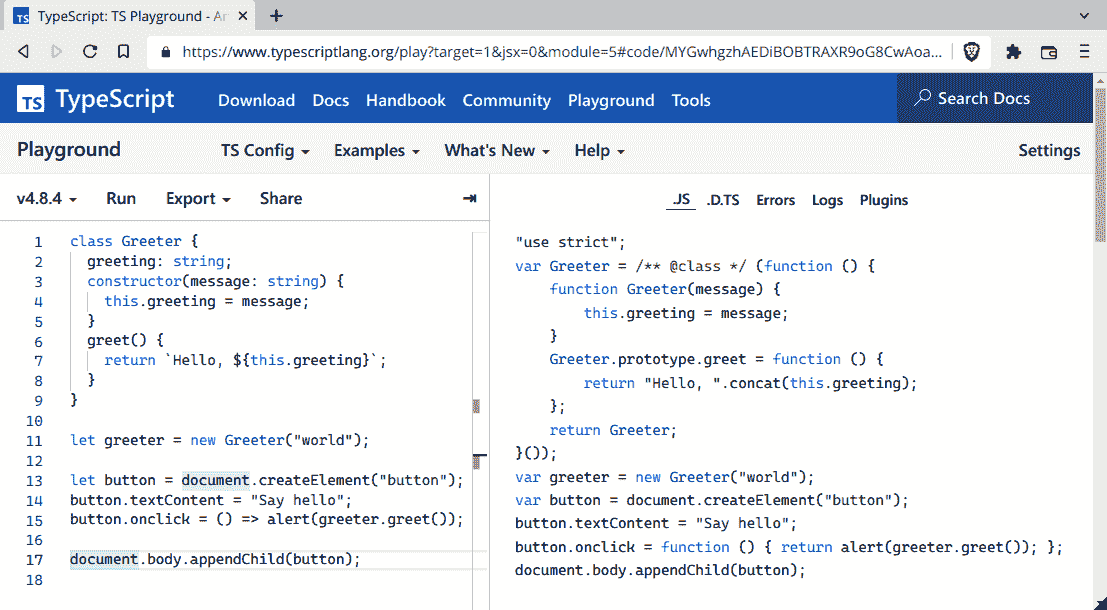 TS TypeScript: TS Playground - An
https://www.typescriptlang.org/play?target=1&jsx=0&module=5#code/MYGwhgzhAEDiBOBTRAXR9oG8CwAoa...
TS TypeScript Download Docs Handbook Community Playground Tools Search Docs
Playground TS Config Examples What's New Help Settings
v4.8.4 Run Export Share
.JS .D.TS Errors Logs Plugins
1 class Greeter {
2 greeting: string;
3 constructor(message: string) {
4 this.greeting = message;
5 }
6 greet() {
7 return `Hello, ${this.greeting}`;
8 }
9 }
10
11 let greeter = new Greeter("world");
12
13 let button = document.createElement("button");
14 button.textContent = "Say hello";
15 button.onclick = () => alert(greeter.greet());
16
17 document.body.appendChild(button);
18
"use strict";
var Greeter = /** @class */ (function () {
function Greeter(message) {
this.greeting = message;
}
Greeter.prototype.greet = function () {
return "Hello, ".concat(this.greeting);
};
return Greeter;
}());
var greeter = new Greeter("world");
var button = document.createElement("button");
button.textContent = "Say hello";
button.onclick = function () { return alert(greeter.greet()); };
document.body.appendChild(button);